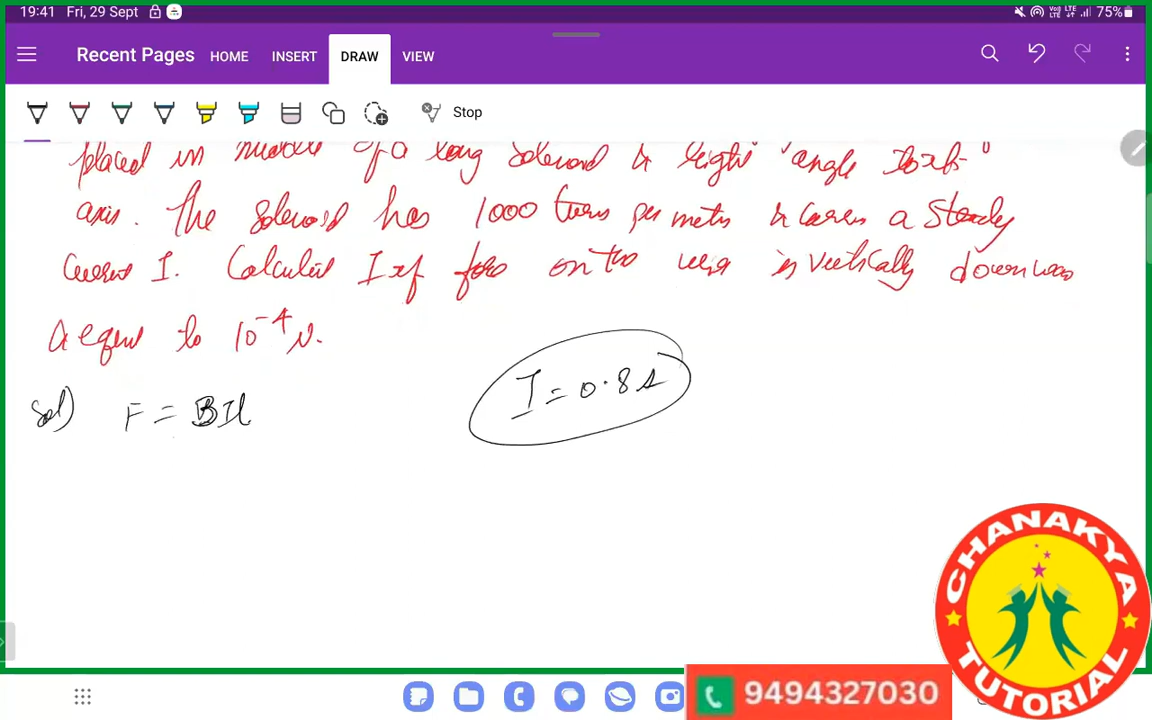 19:41 Fri, 29 Sept 75%
Recent Pages HOME INSERT DRAW VIEW
Stop
placed in middle of a long Solenoid & right angle to its
axis. The Solenoid has 1000 turns per meter & carries a Steady
Current I. Calculate I if force on the wire is vertically downwards
& equal to 10⁻⁴ N.
I = 0.8 A
Sol) F = BIl
CHANAKYA
TUTORIAL
9494327030